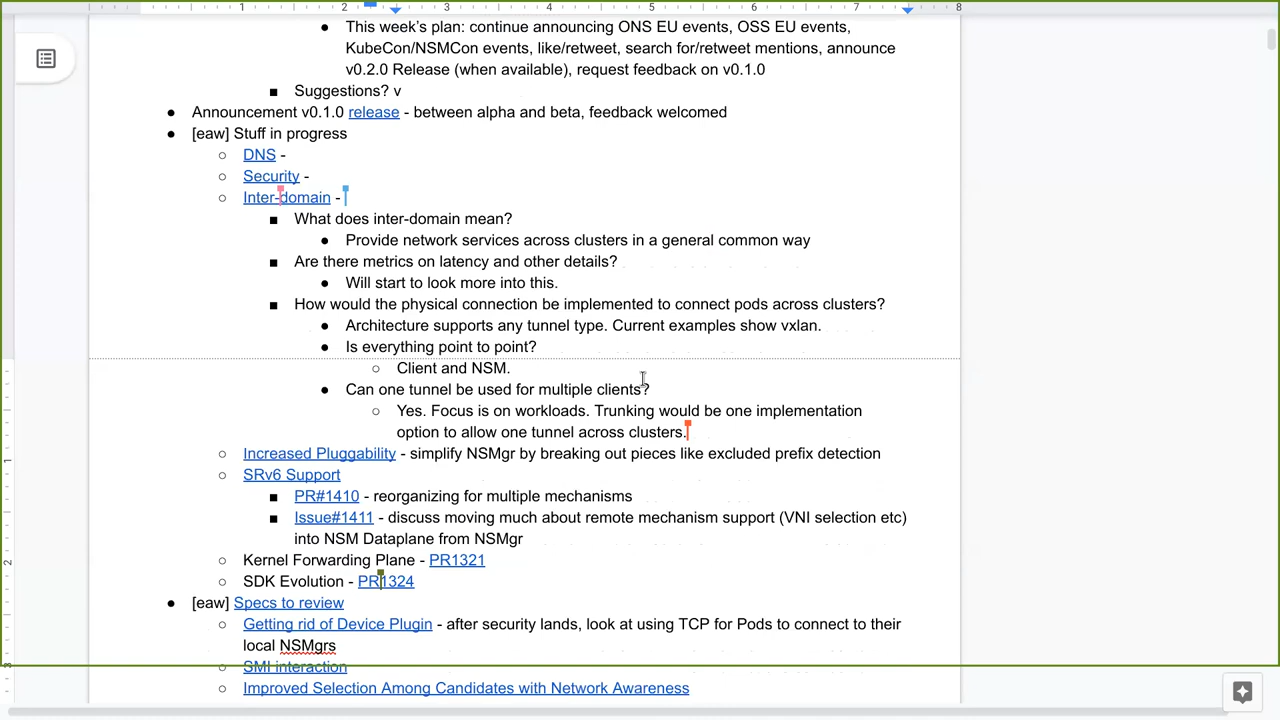 1 1 2 3 4 5 6 7 8
This week's plan: continue announcing ONS EU events, OSS EU events,
KubeCon/NSMCon events, like/retweet, search for/retweet mentions, announce
v0.2.0 Release (when available), request feedback on v0.1.0
Suggestions? v
Announcement v0.1.0 release - between alpha and beta, feedback welcomed
[eaw] Stuff in progress
DNS -
Security -
Inter-domain -
What does inter-domain mean?
Provide network services across clusters in a general common way
Are there metrics on latency and other details?
Will start to look more into this.
How would the physical connection be implemented to connect pods across clusters?
Architecture supports any tunnel type. Current examples show vxlan.
Is everything point to point?
Client and NSM.
Can one tunnel be used for multiple clients?
Yes. Focus is on workloads. Trunking would be one implementation
option to allow one tunnel across clusters.
Increased Pluggability - simplify NSMgr by breaking out pieces like excluded prefix detection
SRv6 Support
PR#1410 - reorganizing for multiple mechanisms
Issue#1411 - discuss moving much about remote mechanism support (VNI selection etc)
into NSM Dataplane from NSMgr
Kernel Forwarding Plane - PR1321
SDK Evolution - PR1324
[eaw] Specs to review
Getting rid of Device Plugin - after security lands, look at using TCP for Pods to connect to their
local NSMgrs
SMI interaction
Improved Selection Among Candidates with Network Awareness
1
2
3